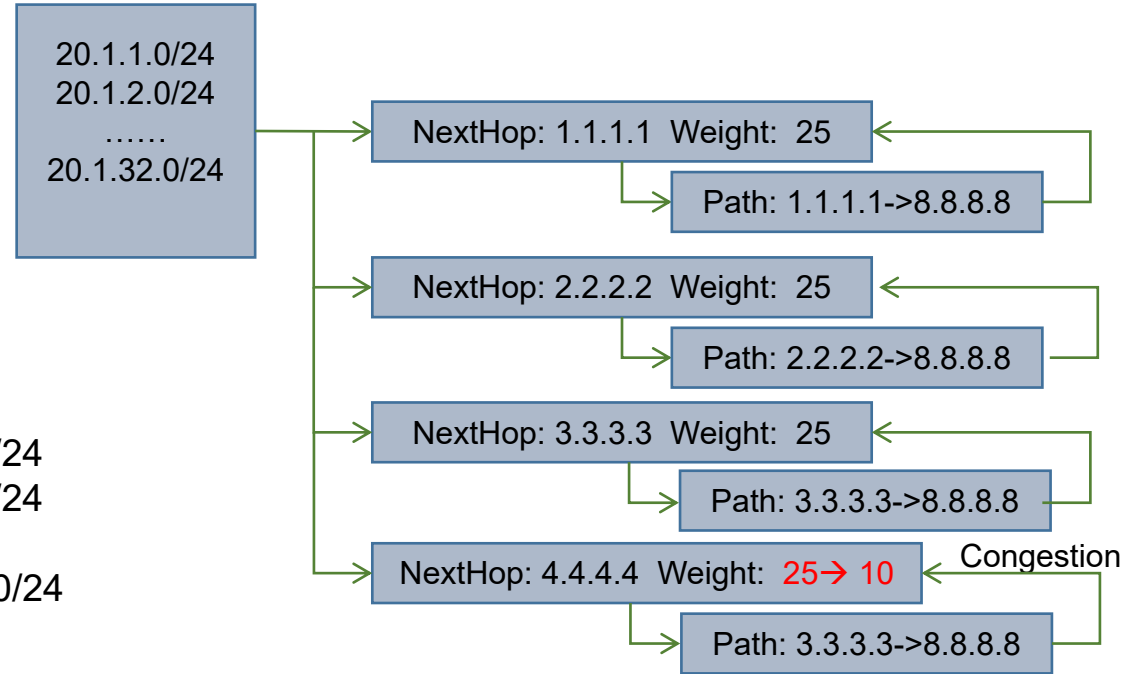 20.1.1.0/24
20.1.2.0/24
……
20.1.32.0/24
NextHop: 1.1.1.1 Weight: 25
Path: 1.1.1.1->8.8.8.8
NextHop: 2.2.2.2 Weight: 25
Path: 2.2.2.2->8.8.8.8
NextHop: 3.3.3.3 Weight: 25
Path: 3.3.3.3->8.8.8.8
NextHop: 4.4.4.4 Weight: 25→ 10
Congestion
Path: 3.3.3.3->8.8.8.8
/24
/24
0/24